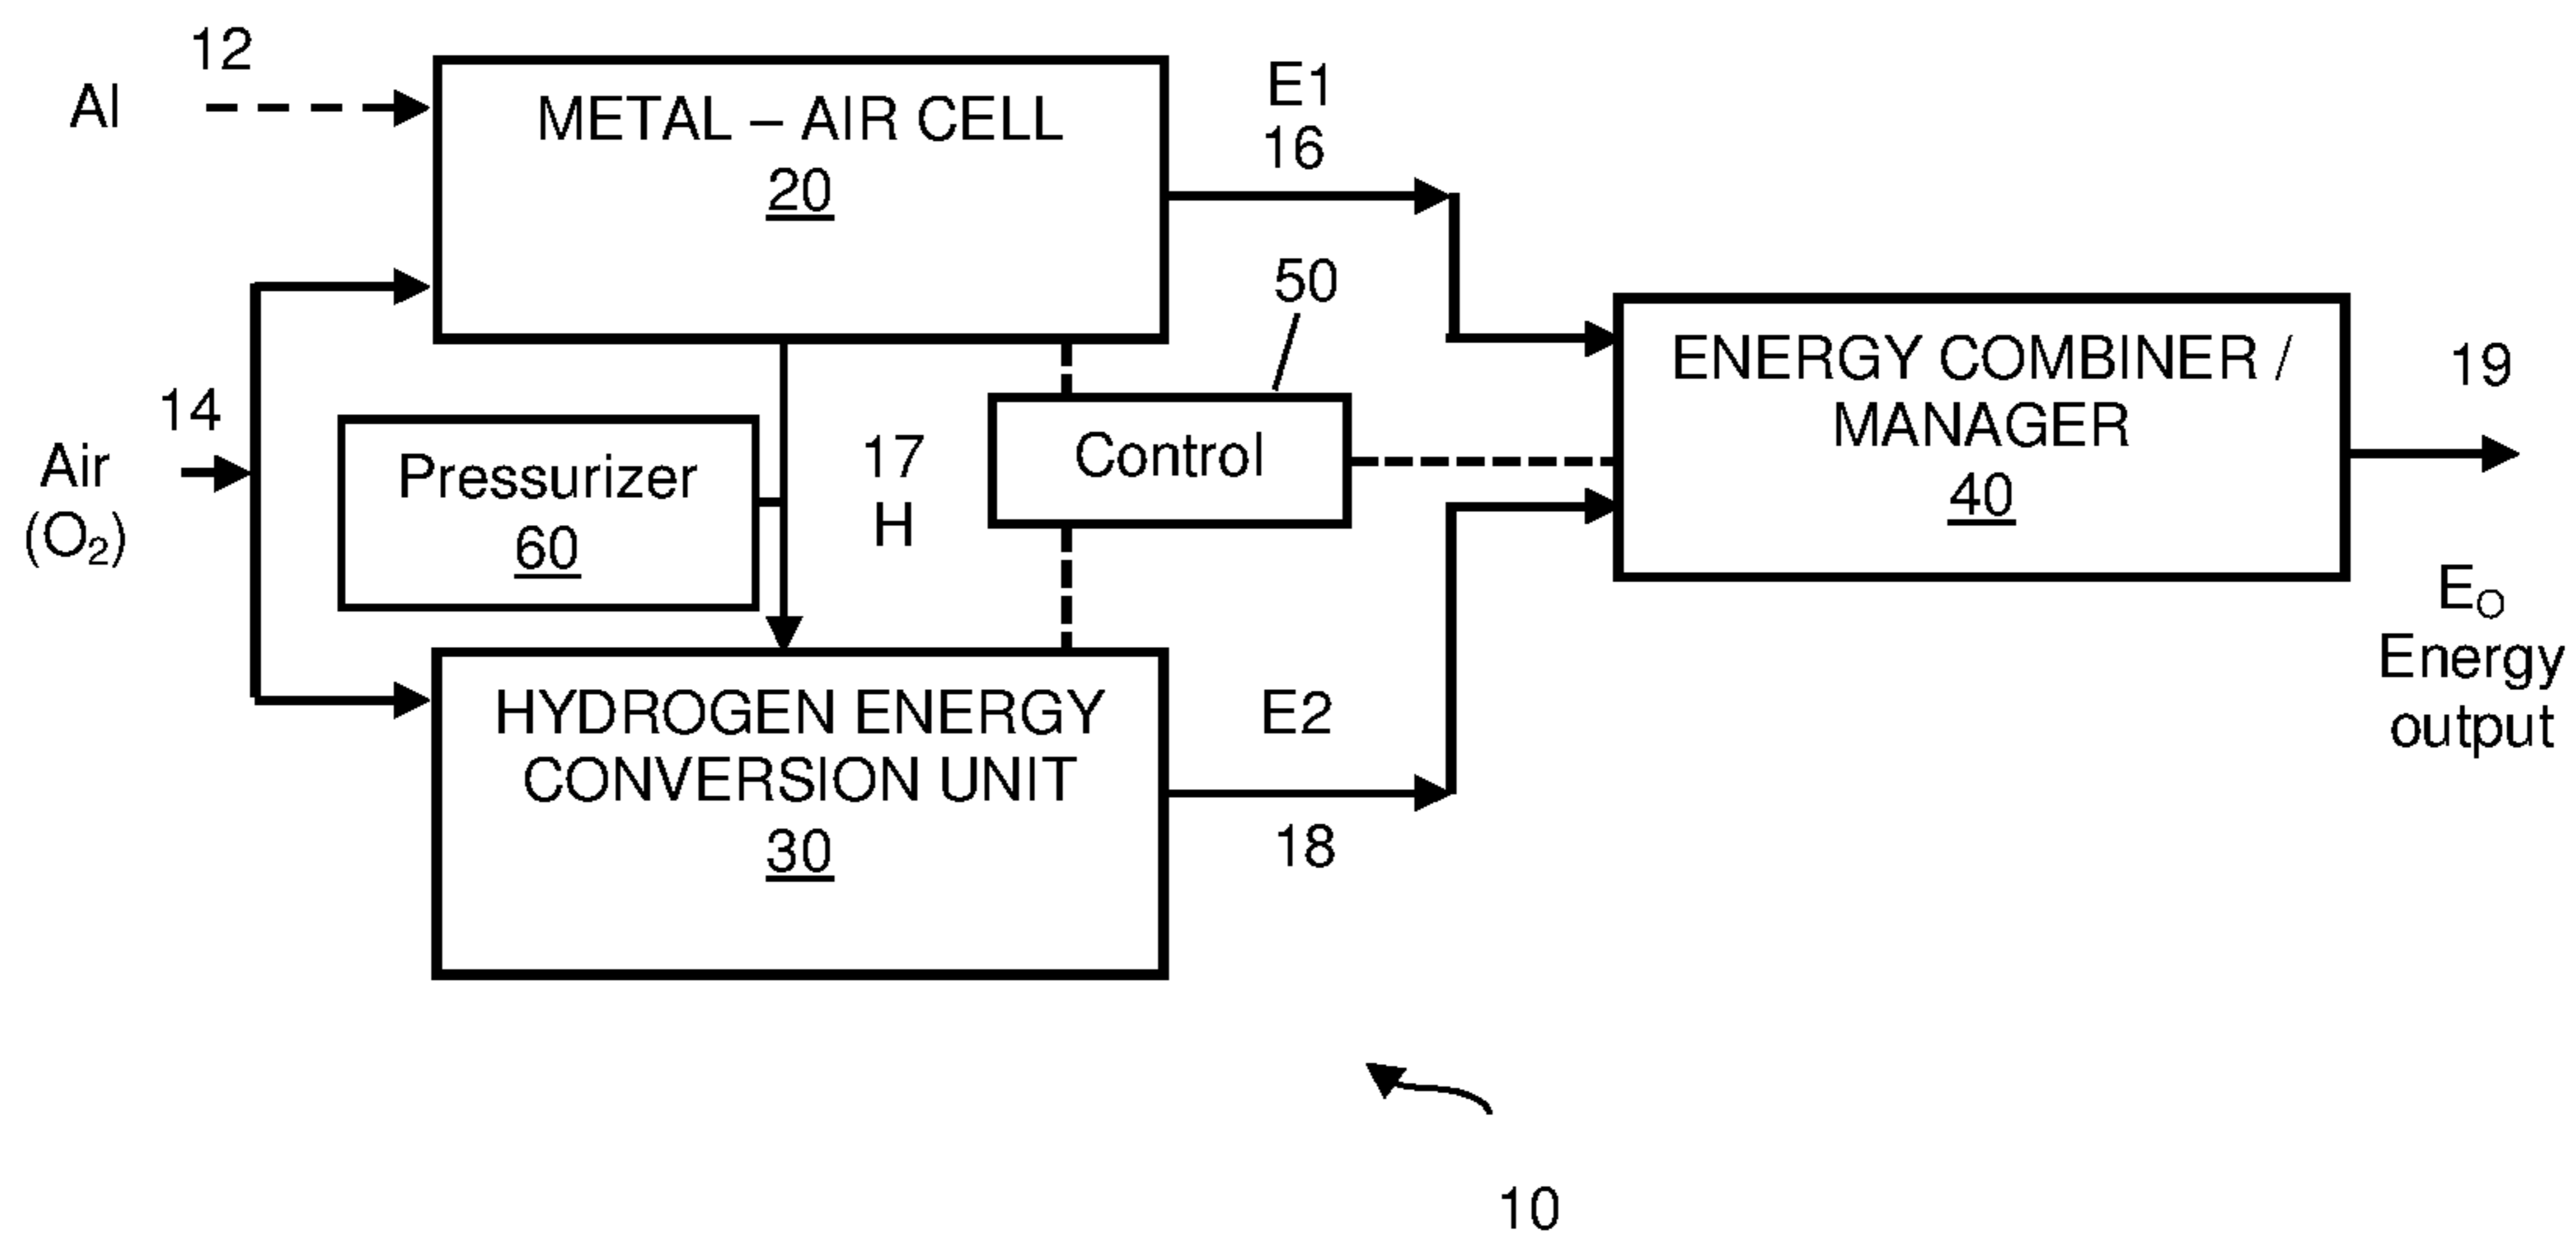 12
Al
METAL – AIR CELL
20
E1
16
50
14
Air
(O₂)
Pressurizer
60
17
H
Control
ENERGY COMBINER /
MANAGER
40
19
E_O
Energy
output
HYDROGEN ENERGY
CONVERSION UNIT
30
E2
18
10